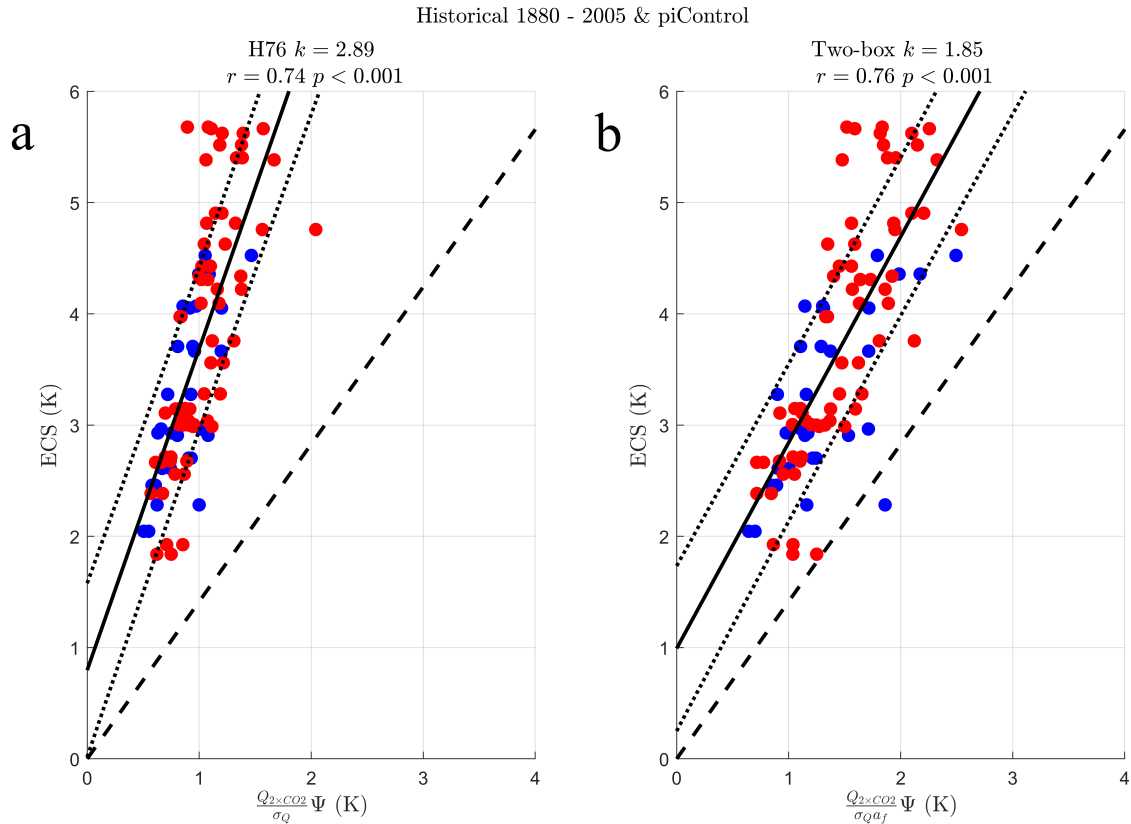 Historical 1880 - 2005 & piControl
H76 k = 2.89
r = 0.74 p < 0.001
a
6
5
4
3
2
1
0
ECS (K)
0 1 2 3 4
Q2×CO2/σQ Ψ (K)
Two-box k = 1.85
r = 0.76 p < 0.001
b
6
5
4
3
2
1
0
ECS (K)
0 1 2 3 4
Q2×CO2/σQaf Ψ (K)